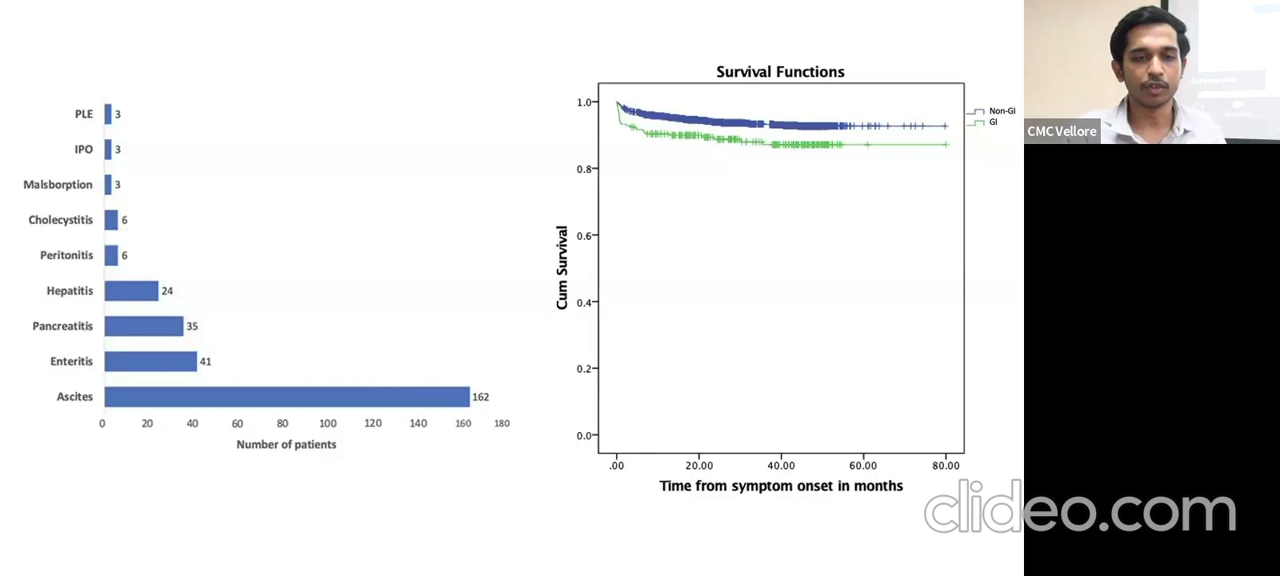 PLE 3
IPO 3
Malsborption 3
Cholecystitis 6
Peritonitis 6
Hepatitis 24
Pancreatitis 35
Enteritis 41
Ascites 162
0 20 40 60 80 100 120 140 160 180
Number of patients
Survival Functions
Non-GI
GI
1.0
0.8
0.6
0.4
0.2
0.0
Cum Survival
.00 20.00 40.00 60.00 80.00
Time from symptom onset in months
CMC Vellore
clideo.com